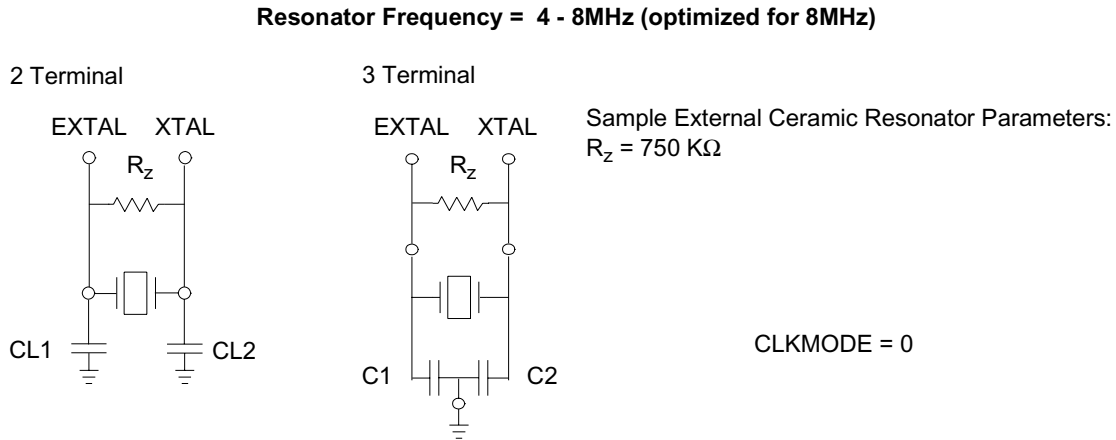 Resonator Frequency = 4 - 8MHz (optimized for 8MHz)
2 Terminal
EXTAL XTAL
Rz
CL1 CL2
3 Terminal
EXTAL XTAL
Rz
C1 C2
Sample External Ceramic Resonator Parameters:
Rz = 750 KΩ
CLKMODE = 0